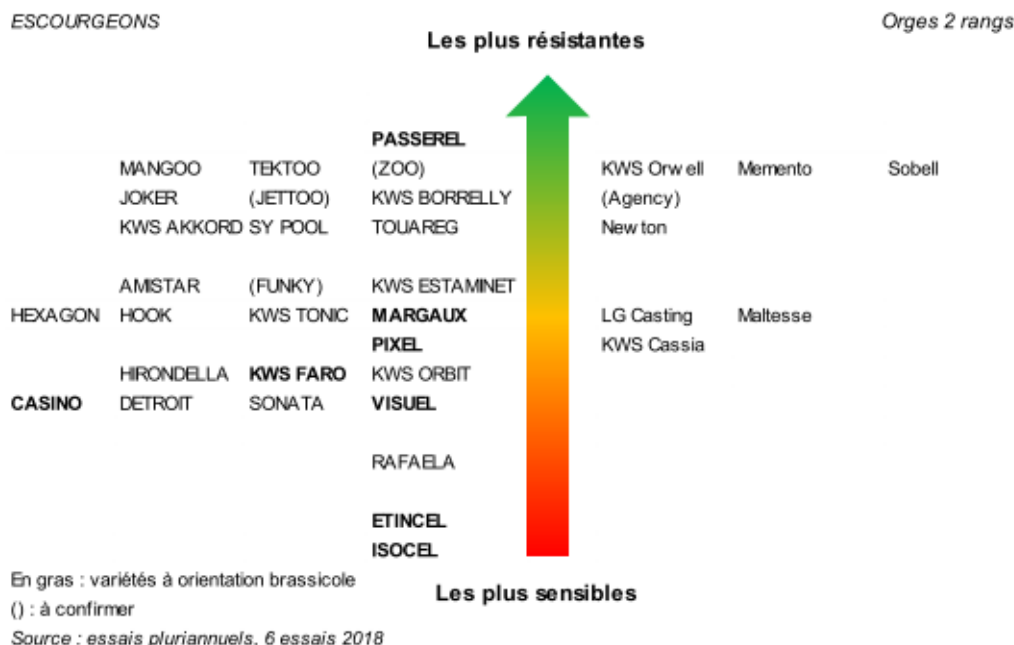 ESCOURGEONS Orges 2 rangs
Les plus résistantes
PASSEREL
MANGOO TEKTOO (ZOO) KWS Orwell Memento Sobell
JOKER (JETTOO) KWS BORRELLY (Agency)
KWS AKKORD SY POOL TOUAREG Newton
AMISTAR (FUNKY) KWS ESTAMINET
HEXAGON HOOK KWS TONIC MARGAUX LG Casting Maltesse
PIXEL KWS Cassia
HIRONDELLA KWS FARO KWS ORBIT
CASINO DETROIT SONATA VISUEL
RAFAELA
ETINCEL
ISOCEL
En gras : variétés à orientation brassicole
Les plus sensibles
() : à confirmer
Source : essais pluriannuels, 6 essais 2018